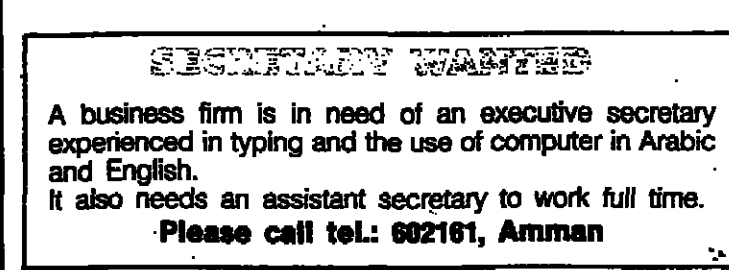 SECRETARY WANTED
A business firm is in need of an executive secretary
experienced in typing and the use of computer in Arabic
and English.
It also needs an assistant secretary to work full time.
Please call tel.: 602161, Amman